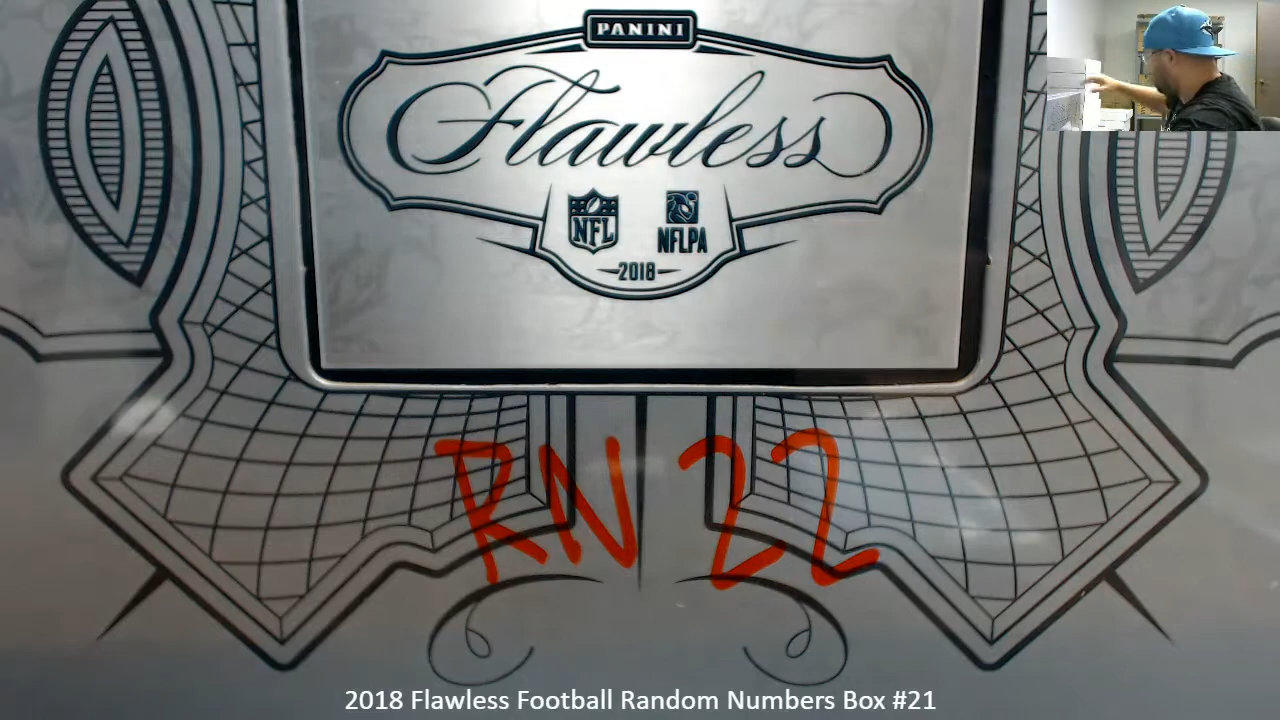 PANINI
Flawless
NFL
NFLPA
2018
RN 22
2018 Flawless Football Random Numbers Box #21